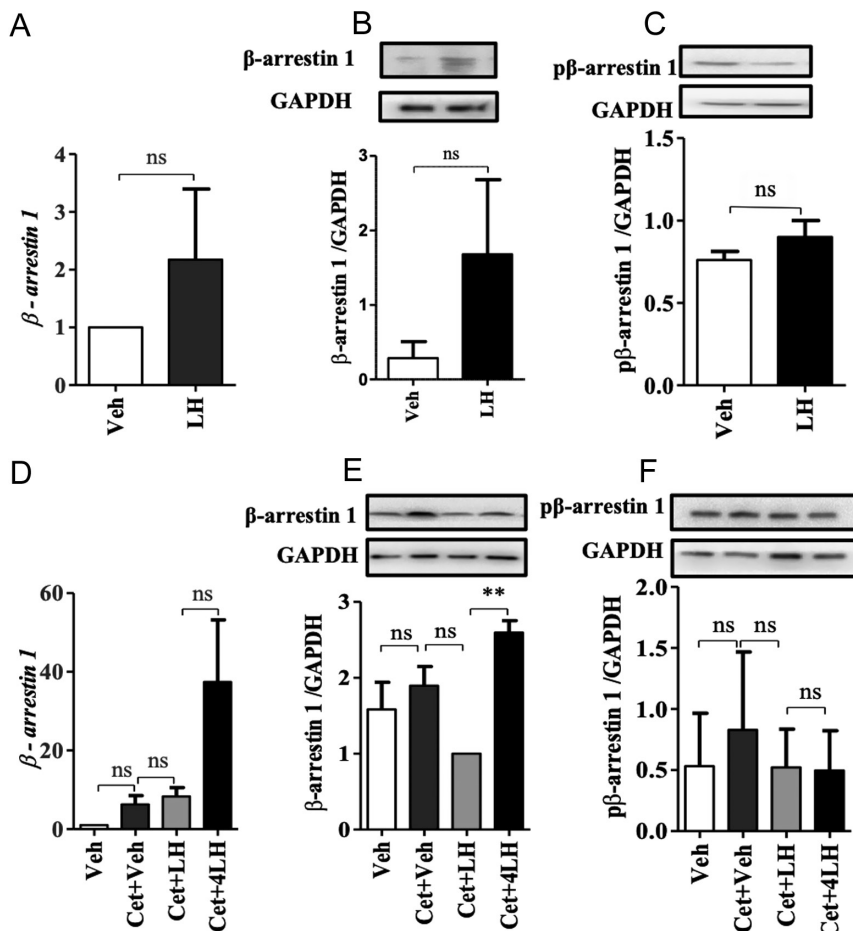 A
β - arrestin 1
4
3
2
1
0
ns
Veh
LH
B
β-arrestin 1
GAPDH
β-arrestin 1 /GAPDH
3
2
1
0
ns
Veh
LH
C
pβ-arrestin 1
GAPDH
pβ-arrestin 1 /GAPDH
1.5
1.0
0.5
0.0
ns
Veh
LH
D
β - arrestin 1
60
40
20
0
ns
ns
ns
Veh
Cet+Veh
Cet+LH
Cet+4LH
E
β-arrestin 1
GAPDH
β-arrestin 1 /GAPDH
3
2
1
0
ns
ns
**
Veh
Cet+Veh
Cet+LH
Cet+4LH
F
pβ-arrestin 1
GAPDH
pβ-arrestin 1 /GAPDH
2.0
1.5
1.0
0.5
0.0
ns
ns
ns
Veh
Cet+Veh
Cet+LH
Cet+4LH